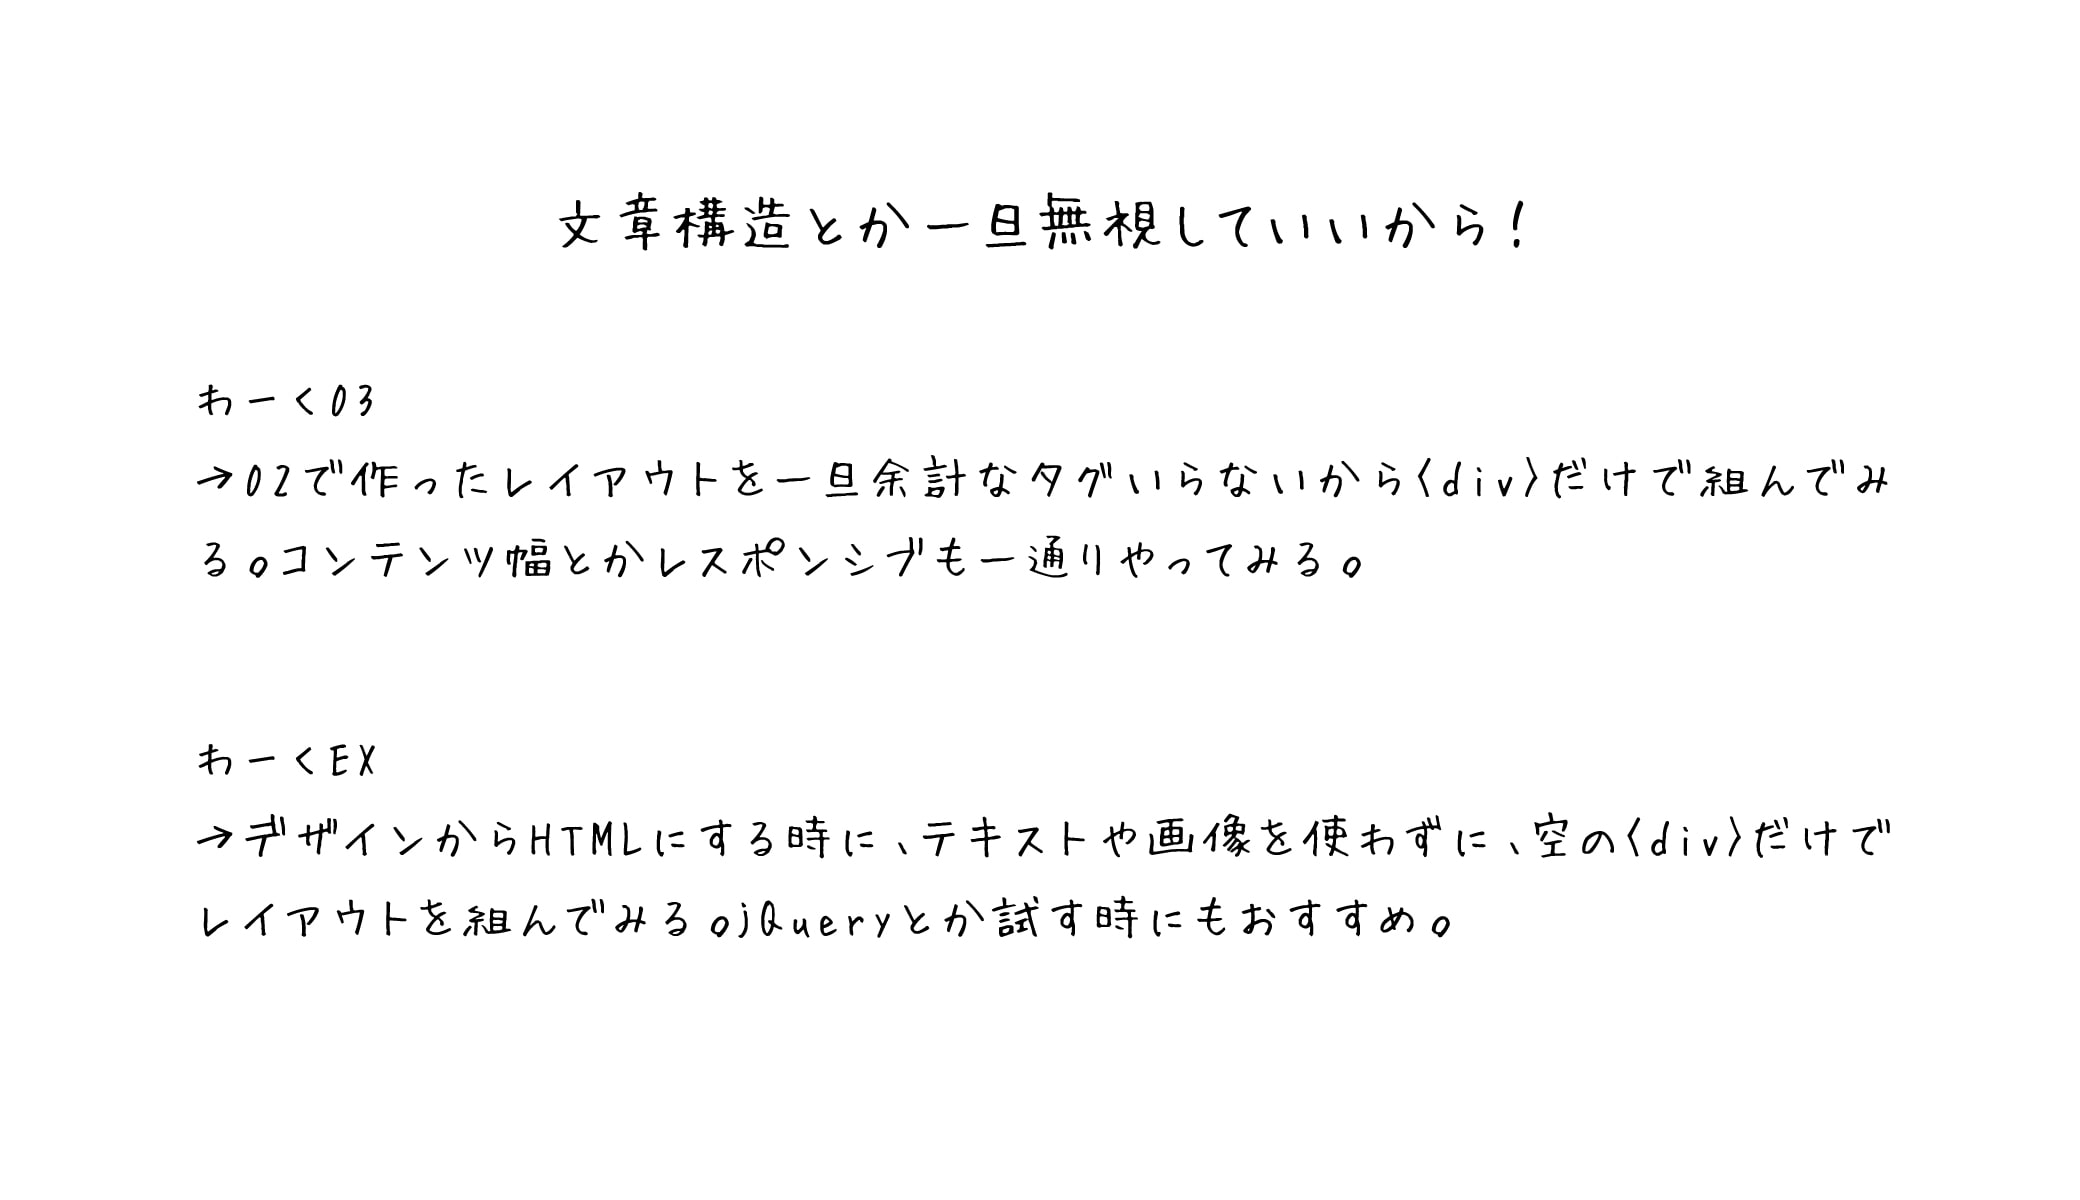 文章構造とか一旦無視していいから！
わーく03
→02で作ったレイアウトを一旦余計なタグいらないから<div>だけで組んでみ
る。コンテンツ幅とかレスポンシブも一通りやってみる。
わーくEX
→デザインからHTMLにする時に、テキストや画像を使わずに、空の<div>だけで
レイアウトを組んでみる。jQueryとか試す時にもおすすめ。